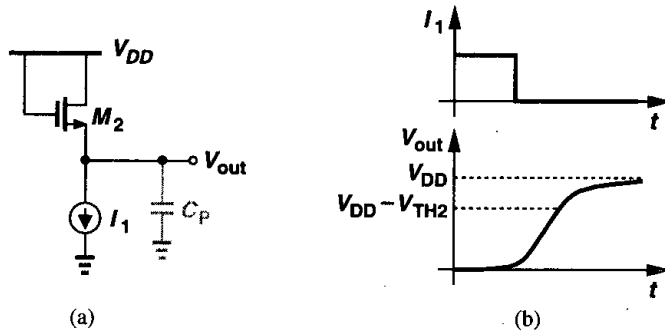 V_DD
M_2
V_out
I_1
C_P
(a)
I_1
t
V_out
V_DD
V_DD − V_TH2
t
(b)